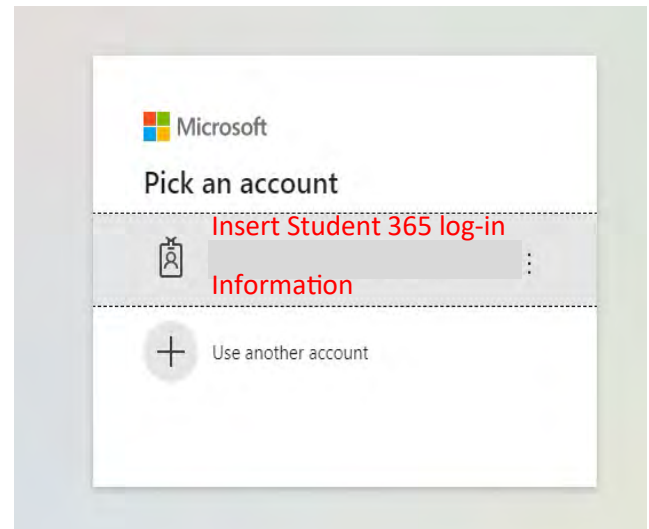 Microsoft
Pick an account
Insert Student 365 log-in
Information
Use another account